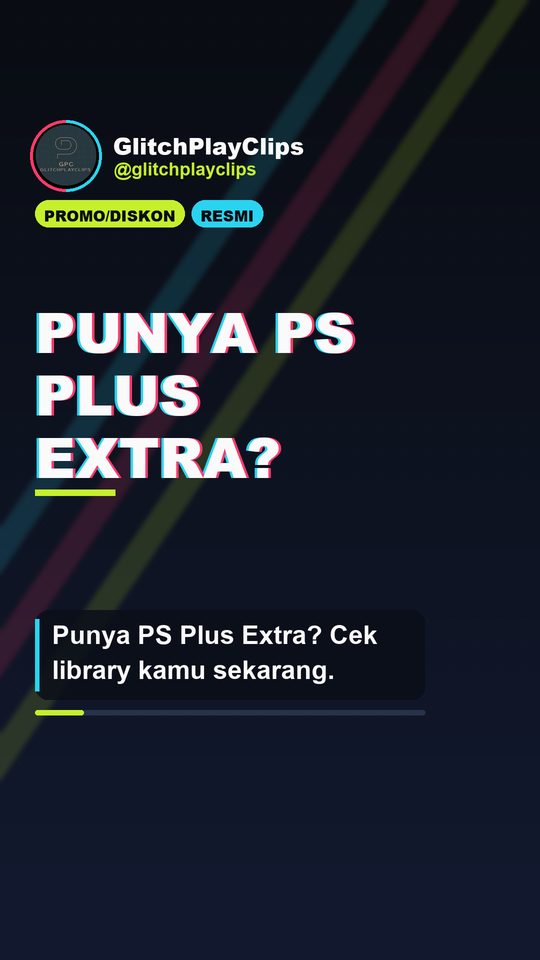 GPC
GLITCHPLAYCLIPS
GlitchPlayClips
@glitchplayclips
PROMO/DISKON RESMI
PUNYA PS
PLUS
EXTRA?
Punya PS Plus Extra? Cek
library kamu sekarang.